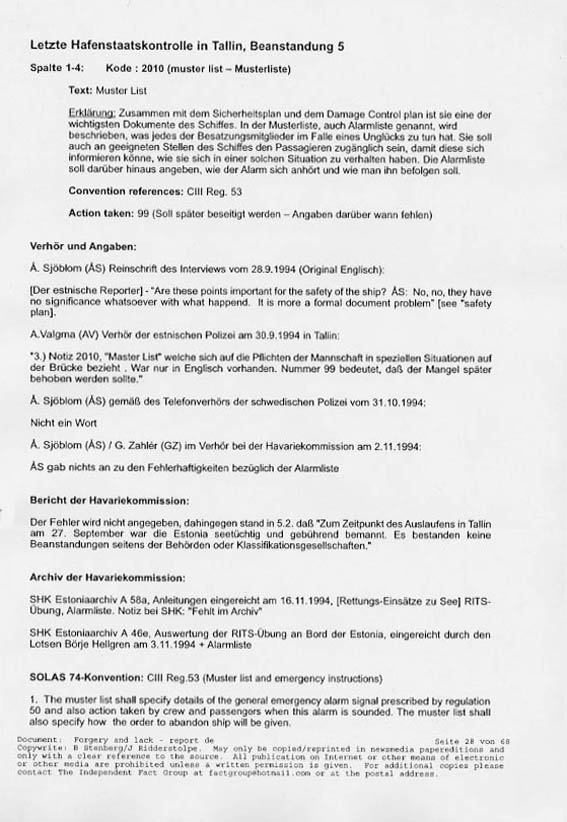 Letzte Hafenstaatskontrolle in Tallin, Beanstandung 5
Spalte 1-4: Kode : 2010 (muster list – Musterliste)
Text: Muster List
Erklärung: Zusammen mit dem Sicherheitsplan und dem Damage Control plan ist sie eine der
wichtigsten Dokumente des Schiffes. In der Musterliste, auch Alarmliste genannt, wird
beschrieben, was jedes der Besatzungsmitglieder im Falle eines Unglücks zu tun hat. Sie soll
auch an geeigneten Stellen des Schiffes den Passagieren zugänglich sein, damit diese sich
informieren könne, wie sie sich in einer solchen Situation zu verhalten haben. Die Alarmliste
soll darüber hinaus angeben, wie der Alarm sich anhört und wie man ihn befolgen soll.
Convention references: CIII Reg. 53
Action taken: 99 (Soll später beseitigt werden – Angaben darüber wann fehlen)
Verhör und Angaben:
Å. Sjöblom (ÅS) Reinschrift des Interviews vom 28.9.1994 (Original Englisch):
[Der estnische Reporter] - "Are these points important for the safety of the ship? ÅS: No, no, they have
no significance whatsoever with what happend. It is more a formal document problem" [see "safety
plan].
A.Valgma (AV) Verhör der estnischen Polizei am 30.9.1994 in Tallin:
"3.) Notiz 2010, "Master List" welche sich auf die Pflichten der Mannschaft in speziellen Situationen auf
der Brücke bezieht . War nur in Englisch vorhanden. Nummer 99 bedeutet, daß der Mangel später
behoben werden sollte."
Å. Sjöblom (ÅS) gemäß des Telefonverhörs der schwedischen Polizei vom 31.10.1994:
Nicht ein Wort
Å. Sjöblom (ÅS) / G. Zahlér (GZ) im Verhör bei der Havariekommission am 2.11.1994:
ÅS gab nichts an zu den Fehlerhaftigkeiten bezüglich der Alarmliste
Bericht der Havariekommission:
Der Fehler wird nicht angegeben, dahingegen stand in 5.2. daß "Zum Zeitpunkt des Auslaufens in Tallin
am 27. September war die Estonia seetüchtig und gebührend bemannt. Es bestanden keine
Beanstandungen seitens der Behörden oder Klassifikationsgesellschaften."
Archiv der Havariekommission:
SHK Estoniaarchiv A 58a, Anleitungen eingereicht am 16.11.1994, [Rettungs-Einsätze zu See] RITS-
Übung, Alarmliste. Notiz bei SHK: "Fehlt im Archiv"
SHK Estoniaarchiv A 46e, Auswertung der RITS-Übung an Bord der Estonia, eingereicht durch den
Lotsen Börje Hellgren am 3.11.1994 + Alarmliste
SOLAS 74-Konvention: CIII Reg.53 (Muster list and emergency instructions)
1. The muster list shall specify details of the general emergency alarm signal prescribed by regulation
50 and also action taken by crew and passengers when this alarm is sounded. The muster list shall
also specify how the order to abandon ship will be given.
Document: Forgery and lack - report de Seite 28 von 68
Copywrite: B Stenberg/J Ridderstolpe. May only be copied/reprinted in newsmedia papereditions and
only with a clear reference to the source. All publication on Internet or other means of electronic
or other media are prohibited unless a written permission is given. For additional copies please
contact The Independent Fact Group at factgroup@hotmail.com or at the postal address.